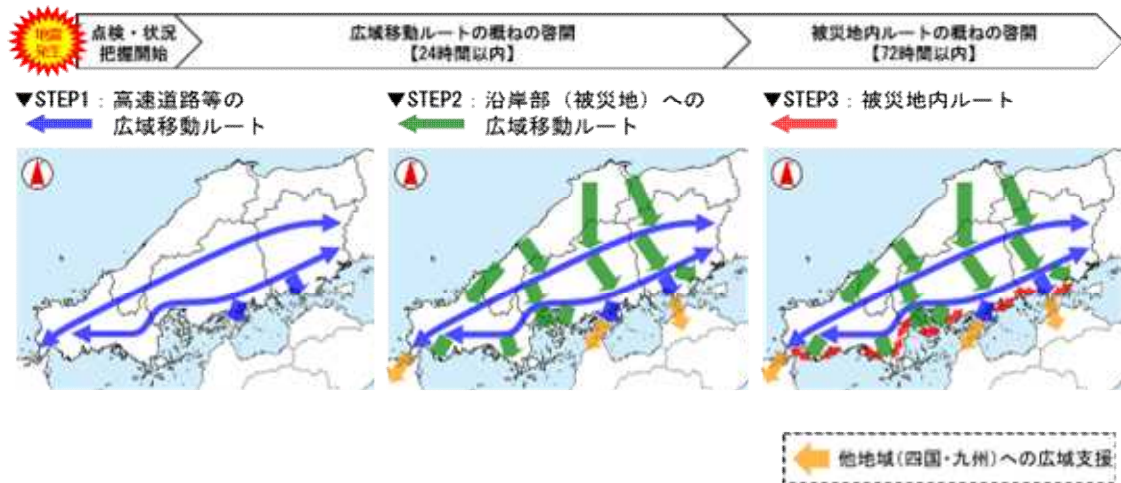 地震
発生
点検・状況
把握開始
広域移動ルートの概ねの啓開
【24時間以内】
被災地内ルートの概ねの啓開
【72時間以内】
▼STEP1：高速道路等の
広域移動ルート
▼STEP2：沿岸部（被災地）への
広域移動ルート
▼STEP3：被災地内ルート
他地域(四国・九州)への広域支援